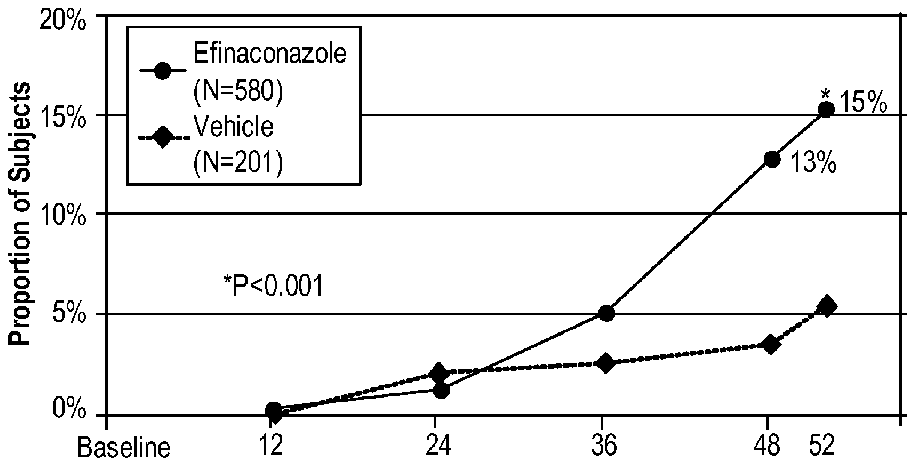 20%
15%
10%
5%
0%
Proportion of Subjects
Efinaconazole
(N=580)
Vehicle
(N=201)
*P<0.001
*
15%
13%
Baseline 12 24 36 48 52